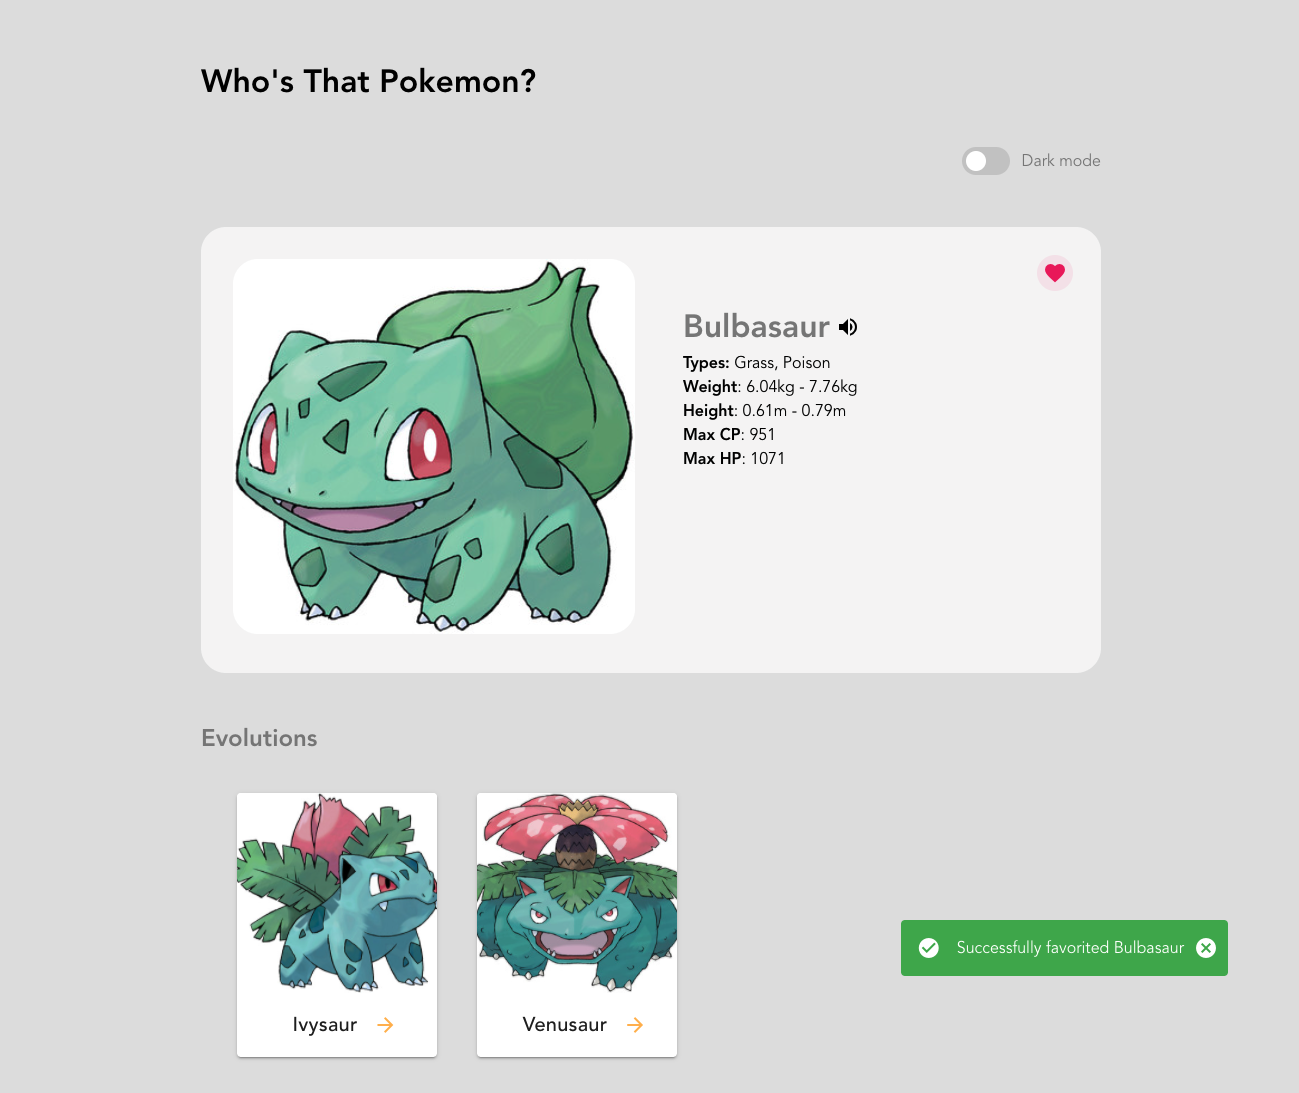 Who's That Pokemon?
Dark mode
Bulbasaur
Types: Grass, Poison
Weight: 6.04kg - 7.76kg
Height: 0.61m - 0.79m
Max CP: 951
Max HP: 1071
Evolutions
Ivysaur
Venusaur
Successfully favorited Bulbasaur